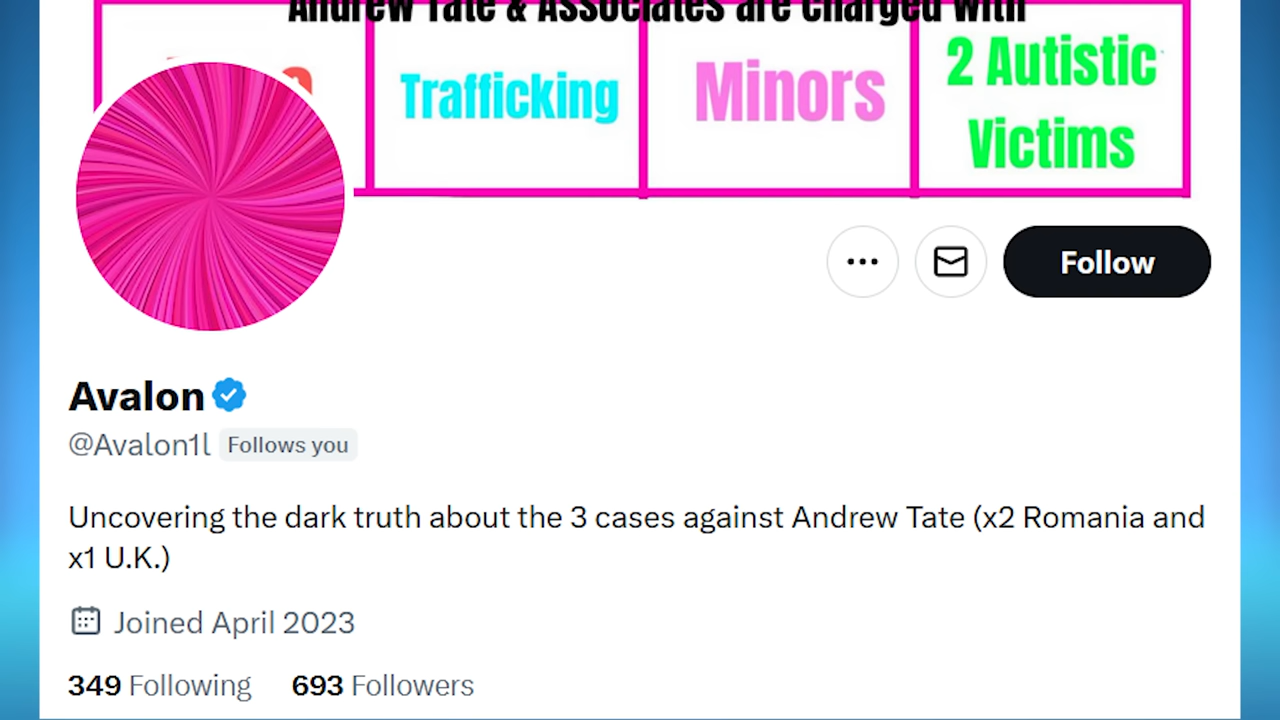 Andrew Tate & Associates are charged with
Trafficking
Minors
2 Autistic
Victims
Follow
Avalon
@Avalon1l
Follows you
Uncovering the dark truth about the 3 cases against Andrew Tate (x2 Romania and
x1 U.K.)
Joined April 2023
349 Following 693 Followers